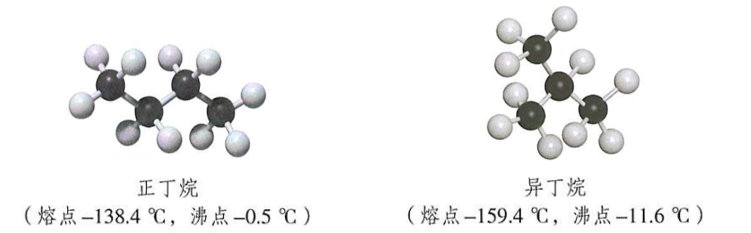 正丁烷
（熔点–138.4 ℃，沸点–0.5 ℃）
异丁烷
（熔点–159.4 ℃，沸点–11.6 ℃）